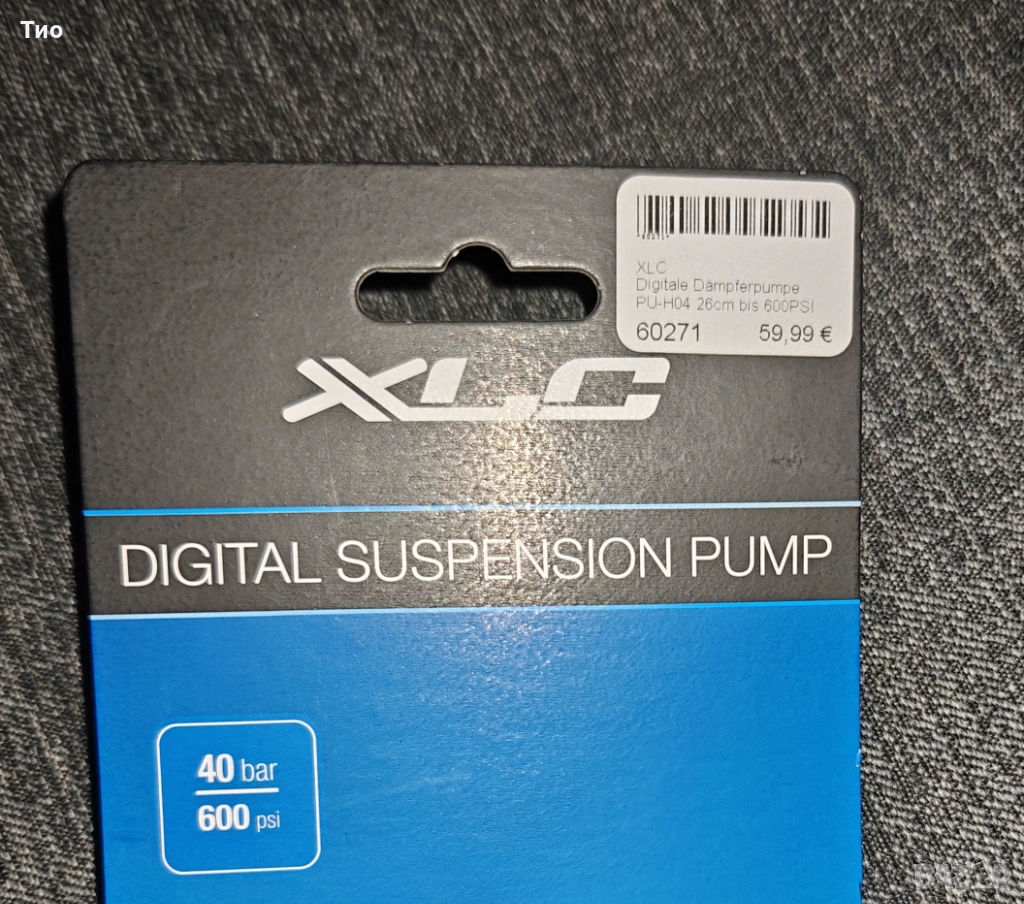 Тио
XLC
Digitale Dämpferpumpe
PU-H04 26cm bis 600PSI
60271 59,99 €
XLC
DIGITAL SUSPENSION PUMP
40 bar
600 psi